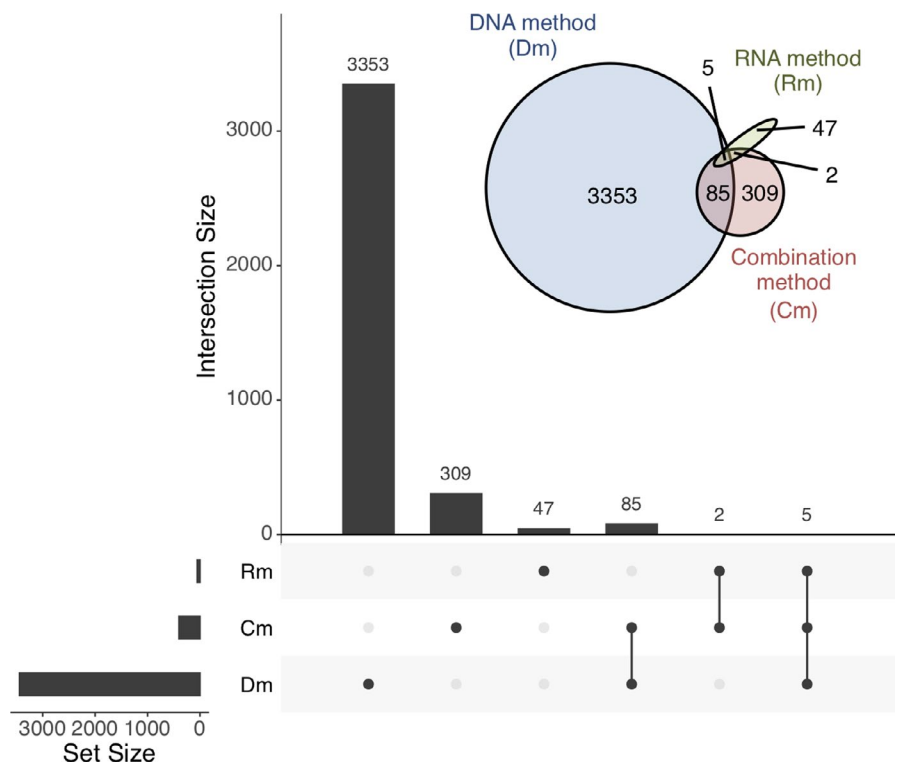 DNA method
(Dm)
RNA method
(Rm)
5
47
2
3353
85
309
Combination
method
(Cm)
Intersection Size
3000
2000
1000
0
3353
309
47
85
2
5
Rm
Cm
Dm
3000 2000 1000 0
Set Size